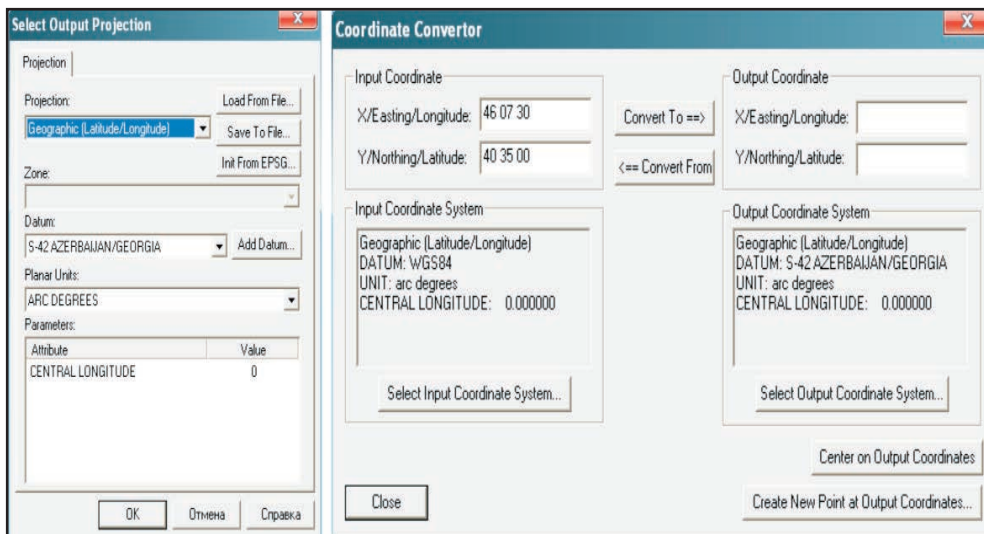 Select Output Projection
Projection
Projection:
Load From File...
Geographic (Latitude/Longitude)
Save To File...
Init From EPSG...
Zone:
Datum:
S-42 AZERBAIJAN/GEORGIA
Add Datum...
Planar Units:
ARC DEGREES
Parameters:
Attribute Value
CENTRAL LONGITUDE 0
OK Отмена Справка
Coordinate Convertor
Input Coordinate
X/Easting/Longitude: 46 07 30
Y/Northing/Latitude: 40 35 00
Convert To ==>
<== Convert From
Output Coordinate
X/Easting/Longitude:
Y/Northing/Latitude:
Input Coordinate System
Geographic (Latitude/Longitude)
DATUM: WGS84
UNIT: arc degrees
CENTRAL LONGITUDE: 0.000000
Select Input Coordinate System...
Output Coordinate System
Geographic (Latitude/Longitude)
DATUM: S-42 AZERBAIJAN/GEORGIA
UNIT: arc degrees
CENTRAL LONGITUDE: 0.000000
Select Output Coordinate System...
Center on Output Coordinates
Close
Create New Point at Output Coordinates...